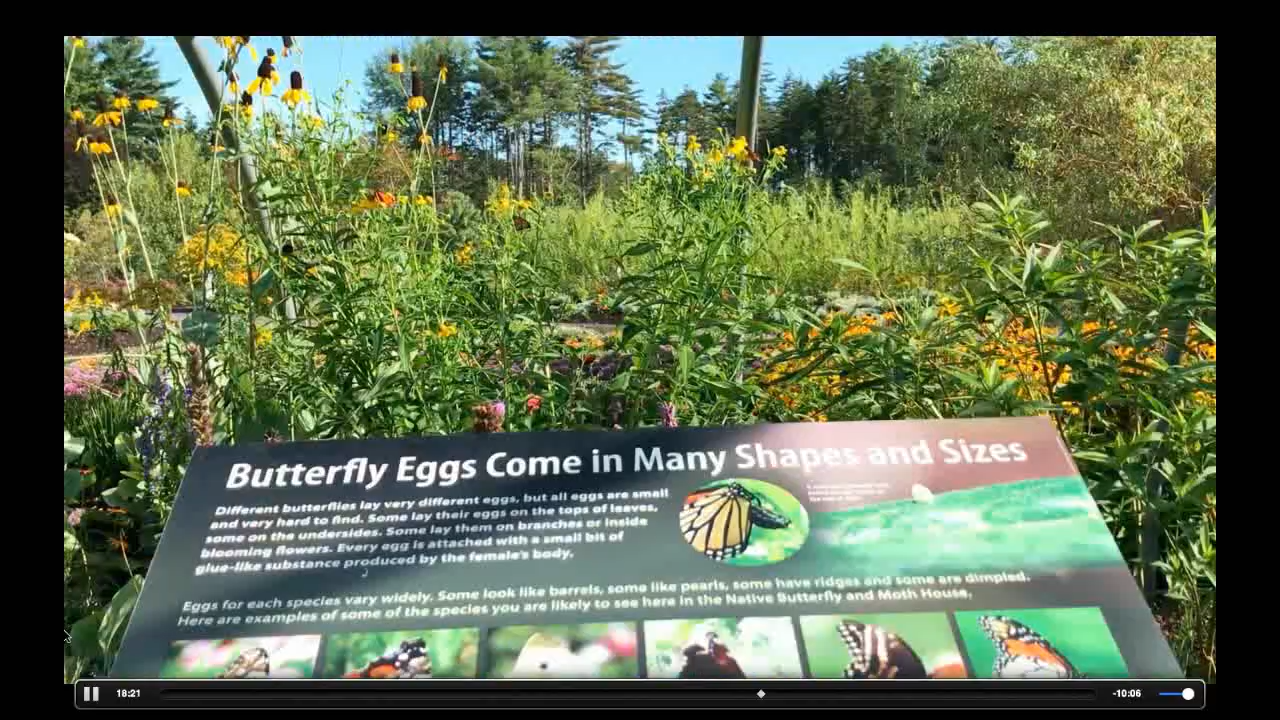 Butterfly Eggs Come in Many Shapes and Sizes
Different butterflies lay very different eggs, but all eggs are small
and very hard to find. Some lay their eggs on the tops of leaves,
some on the undersides. Some lay them on branches or inside
blooming flowers. Every egg is attached with a small bit of
glue-like substance produced by the female's body.
Eggs for each species vary widely. Some look like barrels, some like pearls, some have ridges and some are dimpled.
Here are examples of some of the species you are likely to see here in the Native Butterfly and Moth House.
18:21
-10:06